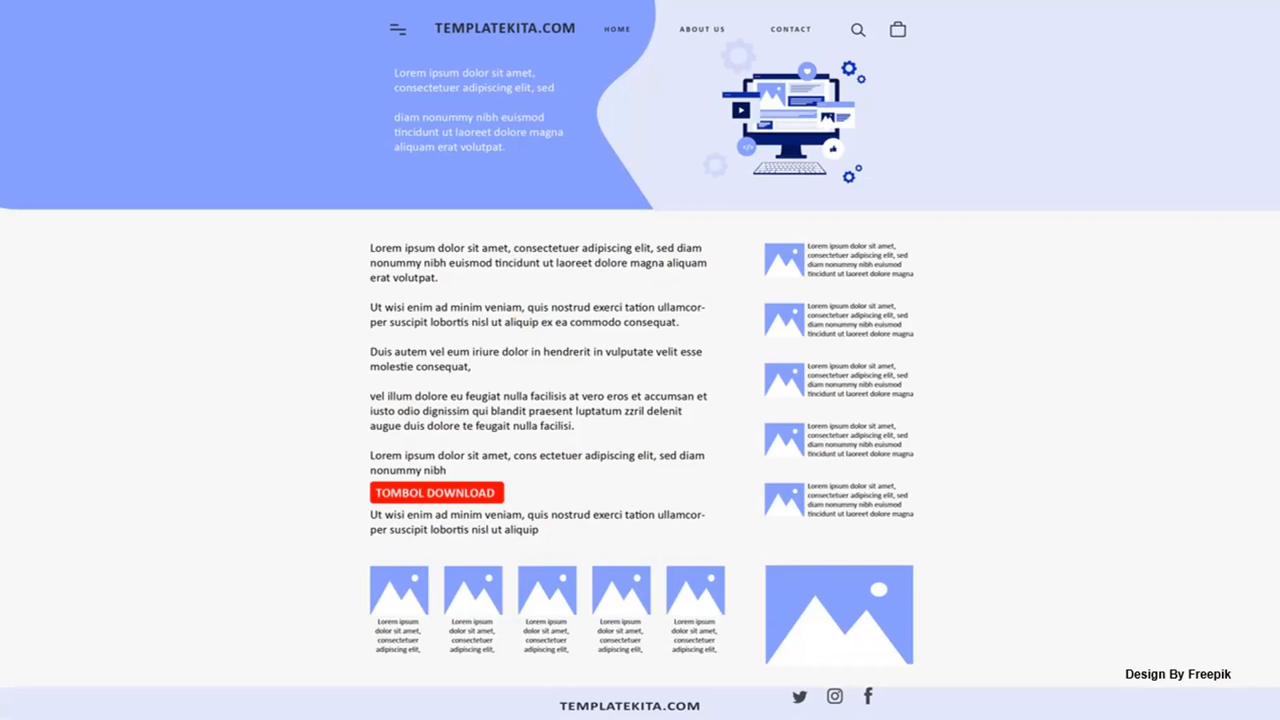 TEMPLATEKITA.COM
HOME
ABOUT US
CONTACT
Lorem ipsum dolor sit amet,
consectetuer adipiscing elit, sed
diam nonummy nibh euismod
tincidunt ut laoreet dolore magna
aliquam erat volutpat.
Lorem ipsum dolor sit amet, consectetuer adipiscing elit, sed diam
nonummy nibh euismod tincidunt ut laoreet dolore magna aliquam
erat volutpat.
Ut wisi enim ad minim veniam, quis nostrud exerci tation ullamcor-
per suscipit lobortis nisl ut aliquip ex ea commodo consequat.
Duis autem vel eum iriure dolor in hendrerit in vulputate velit esse
molestie consequat,
vel illum dolore eu feugiat nulla facilisis at vero eros et accumsan et
iusto odio dignissim qui blandit praesent luptatum zzril delenit
augue duis dolore te feugait nulla facilisi.
Lorem ipsum dolor sit amet, cons ectetuer adipiscing elit, sed diam
nonummy nibh
TOMBOL DOWNLOAD
Ut wisi enim ad minim veniam, quis nostrud exerci tation ullamcor-
per suscipit lobortis nisl ut aliquip
Lorem ipsum dolor sit amet,
consectetuer adipiscing elit, sed
diam nonummy nibh euismod
tincidunt ut laoreet dolore magna
Lorem ipsum dolor sit amet,
consectetuer adipiscing elit, sed
diam nonummy nibh euismod
tincidunt ut laoreet dolore magna
Lorem ipsum dolor sit amet,
consectetuer adipiscing elit, sed
diam nonummy nibh euismod
tincidunt ut laoreet dolore magna
Lorem ipsum dolor sit amet,
consectetuer adipiscing elit, sed
diam nonummy nibh euismod
tincidunt ut laoreet dolore magna
Lorem ipsum dolor sit amet,
consectetuer adipiscing elit, sed
diam nonummy nibh euismod
tincidunt ut laoreet dolore magna
Lorem ipsum
dolor sit amet,
consectetuer
adipiscing elit,
Lorem ipsum
dolor sit amet,
consectetuer
adipiscing elit,
Lorem ipsum
dolor sit amet,
consectetuer
adipiscing elit,
Lorem ipsum
dolor sit amet,
consectetuer
adipiscing elit,
Lorem ipsum
dolor sit amet,
consectetuer
adipiscing elit,
Design By Freepik
TEMPLATEKITA.COM